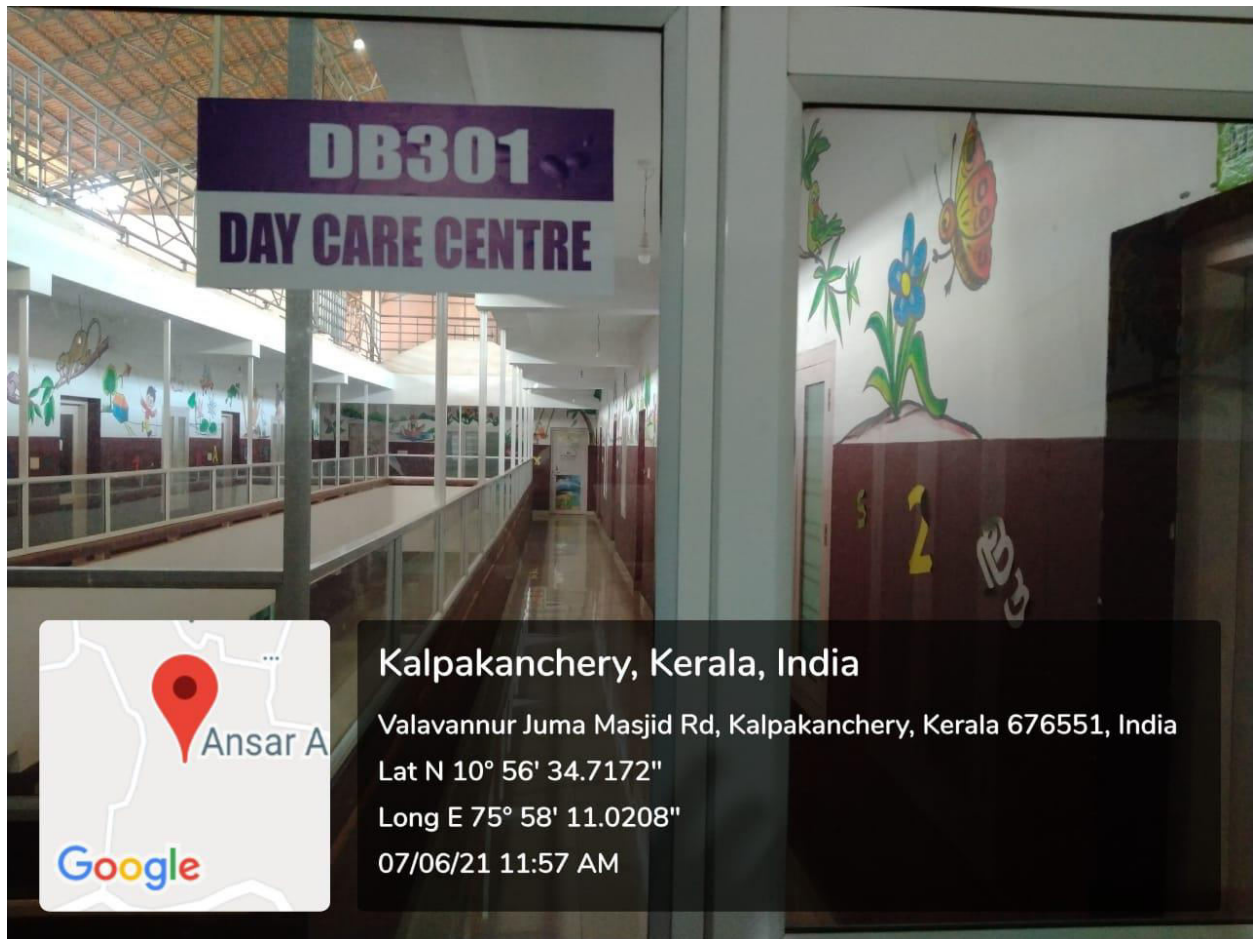 DB301
DAY CARE CENTRE
S
2
Ansar A
Google
Kalpakanchery, Kerala, India
Valavannur Juma Masjid Rd, Kalpakanchery, Kerala 676551, India
Lat N 10° 56' 34.7172"
Long E 75° 58' 11.0208"
07/06/21 11:57 AM